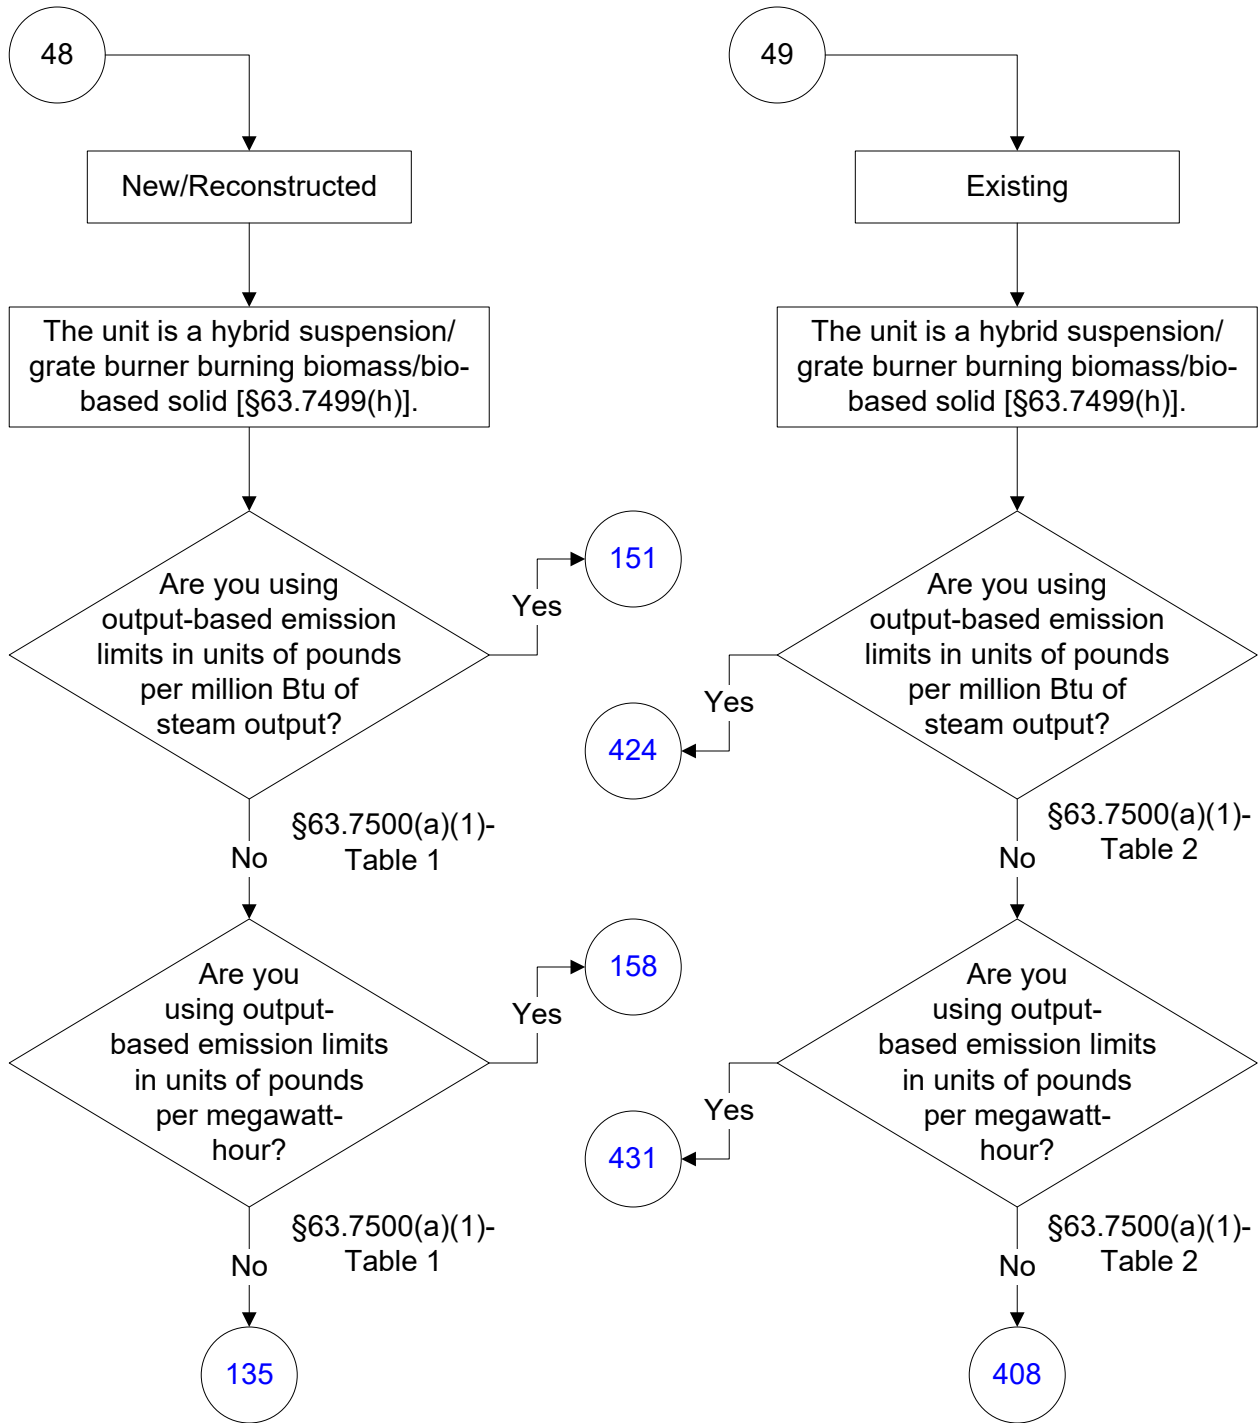 48
New/Reconstructed
The unit is a hybrid suspension/
grate burner burning biomass/bio-
based solid [§63.7499(h)].
Are you using
output-based emission
limits in units of pounds
per million Btu of
steam output?
Yes
151
§63.7500(a)(1)-
Table 1
No
Are you
using output-
based emission limits
in units of pounds
per megawatt-
hour?
Yes
158
§63.7500(a)(1)-
Table 1
No
135
49
Existing
The unit is a hybrid suspension/
grate burner burning biomass/bio-
based solid [§63.7499(h)].
Are you using
output-based emission
limits in units of pounds
per million Btu of
steam output?
Yes
424
§63.7500(a)(1)-
Table 2
No
Are you
using output-
based emission limits
in units of pounds
per megawatt-
hour?
Yes
431
§63.7500(a)(1)-
Table 2
No
408